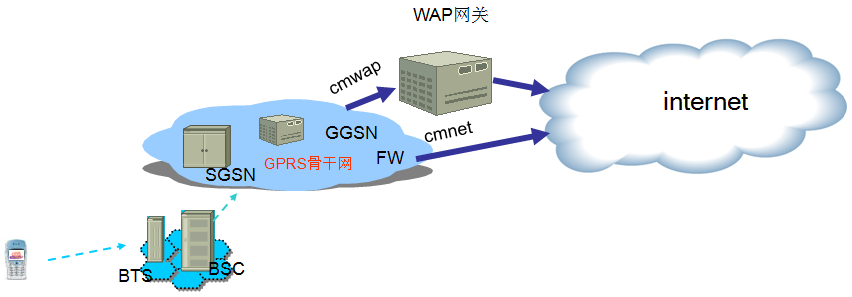 WAP网关
cmwap
internet
GGSN
cmnet
FW
GPRS骨干网
SGSN
BTS
BSC